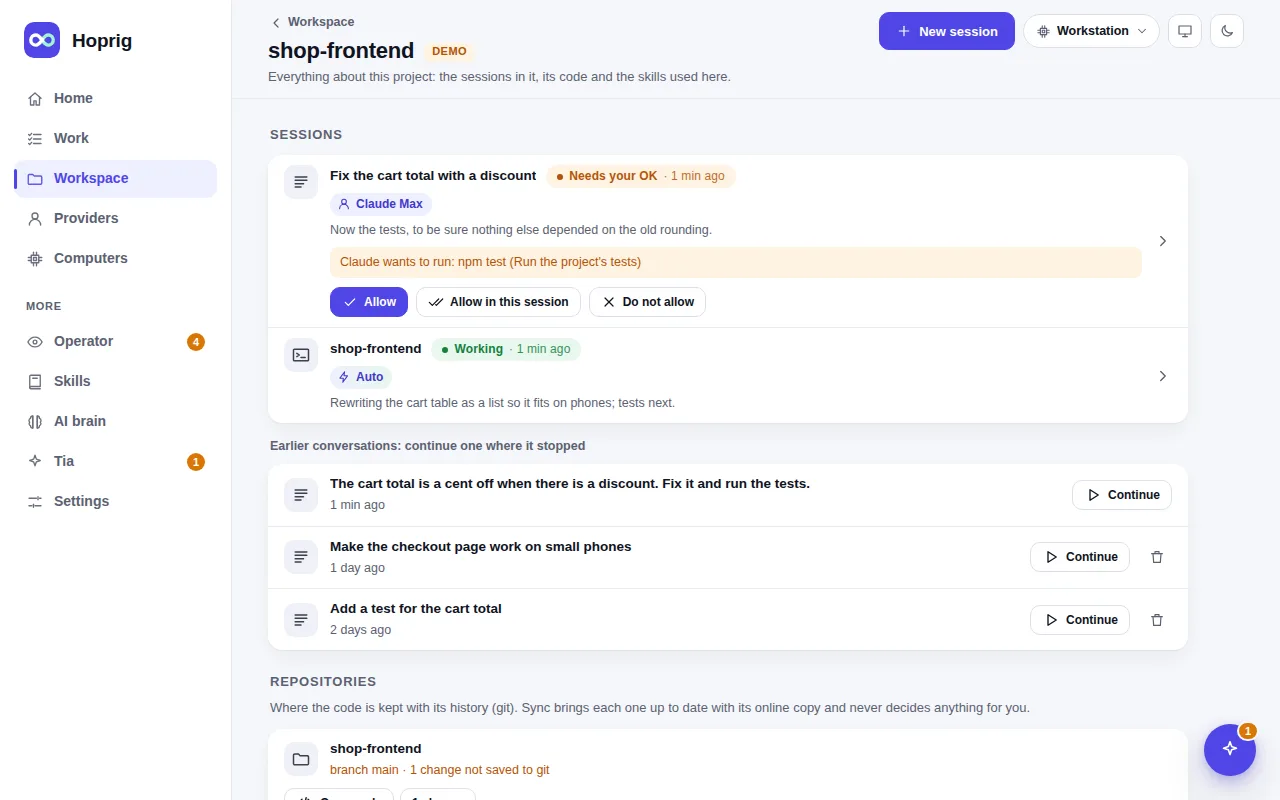 Hoprig
Home
Work
Workspace
Providers
Computers
MORE
Operator 4
Skills
AI brain
Tia 1
Settings
Workspace
shop-frontend DEMO
Everything about this project: the sessions in it, its code and the skills used here.
New session
Workstation
SESSIONS
Fix the cart total with a discount Needs your OK · 1 min ago
Claude Max
Now the tests, to be sure nothing else depended on the old rounding.
Claude wants to run: npm test (Run the project's tests)
Allow Allow in this session Do not allow
shop-frontend Working · 1 min ago
Auto
Rewriting the cart table as a list so it fits on phones; tests next.
Earlier conversations: continue one where it stopped
The cart total is a cent off when there is a discount. Fix it and run the tests.
1 min ago
Continue
Make the checkout page work on small phones
1 day ago
Continue
Add a test for the cart total
2 days ago
Continue
REPOSITORIES
Where the code is kept with its history (git). Sync brings each one up to date with its online copy and never decides anything for you.
shop-frontend
branch main · 1 change not saved to git
1